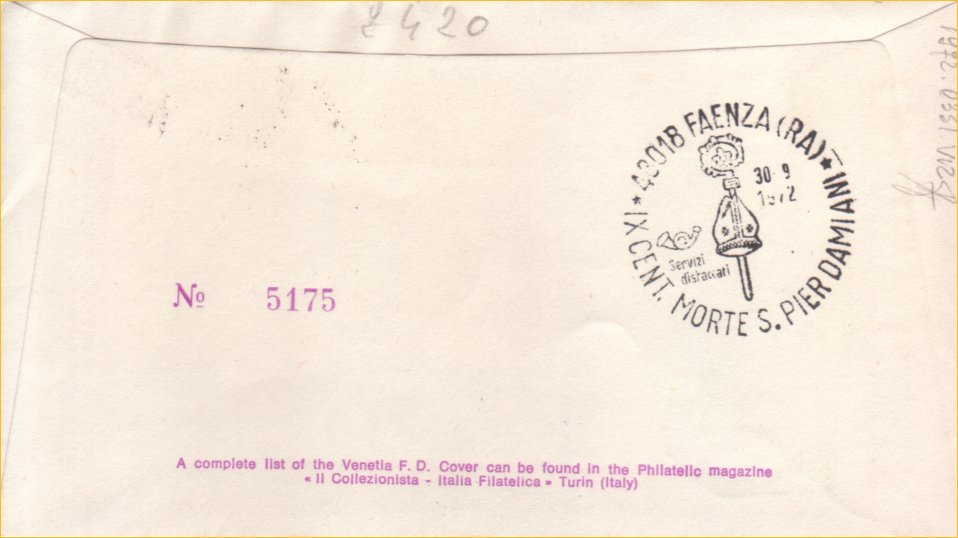 ₤ 420
43018 FAENZA (RA) ★ IX CENT. MORTE S. PIER DAMIANI ★
30·9
1972
Servizi
distaccati
Nº 5175
A complete list of the Venetia F. D. Cover can be found in the Philatelic magazine
« Il Collezionista - Italia Filatelica » Turin (Italy)